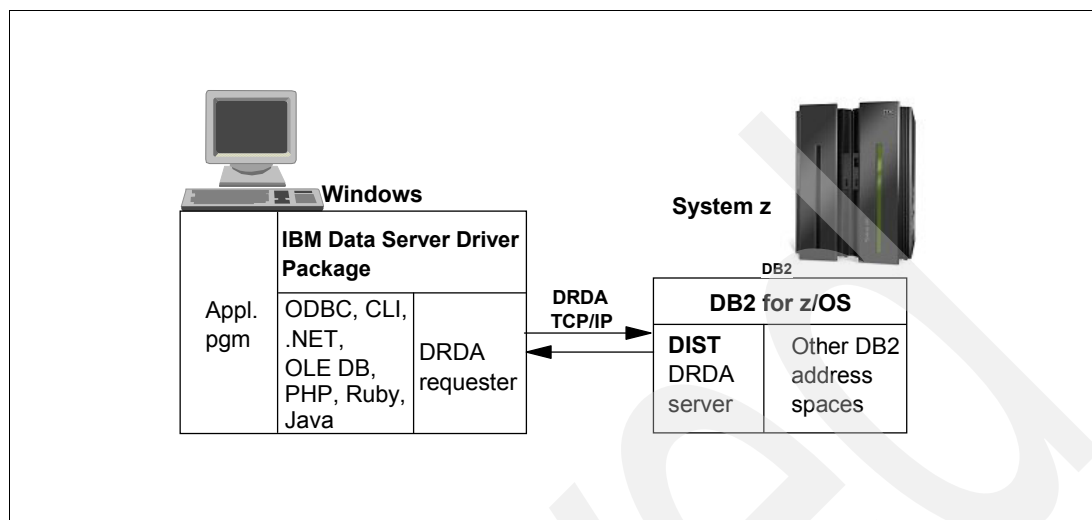 Windows
System z
IBM Data Server Driver
Package
Appl.
pgm
ODBC, CLI,
.NET,
OLE DB,
PHP, Ruby,
Java
DRDA
requester
DRDA
TCP/IP
DB2
DB2 for z/OS
DIST
DRDA
server
Other DB2
address
spaces